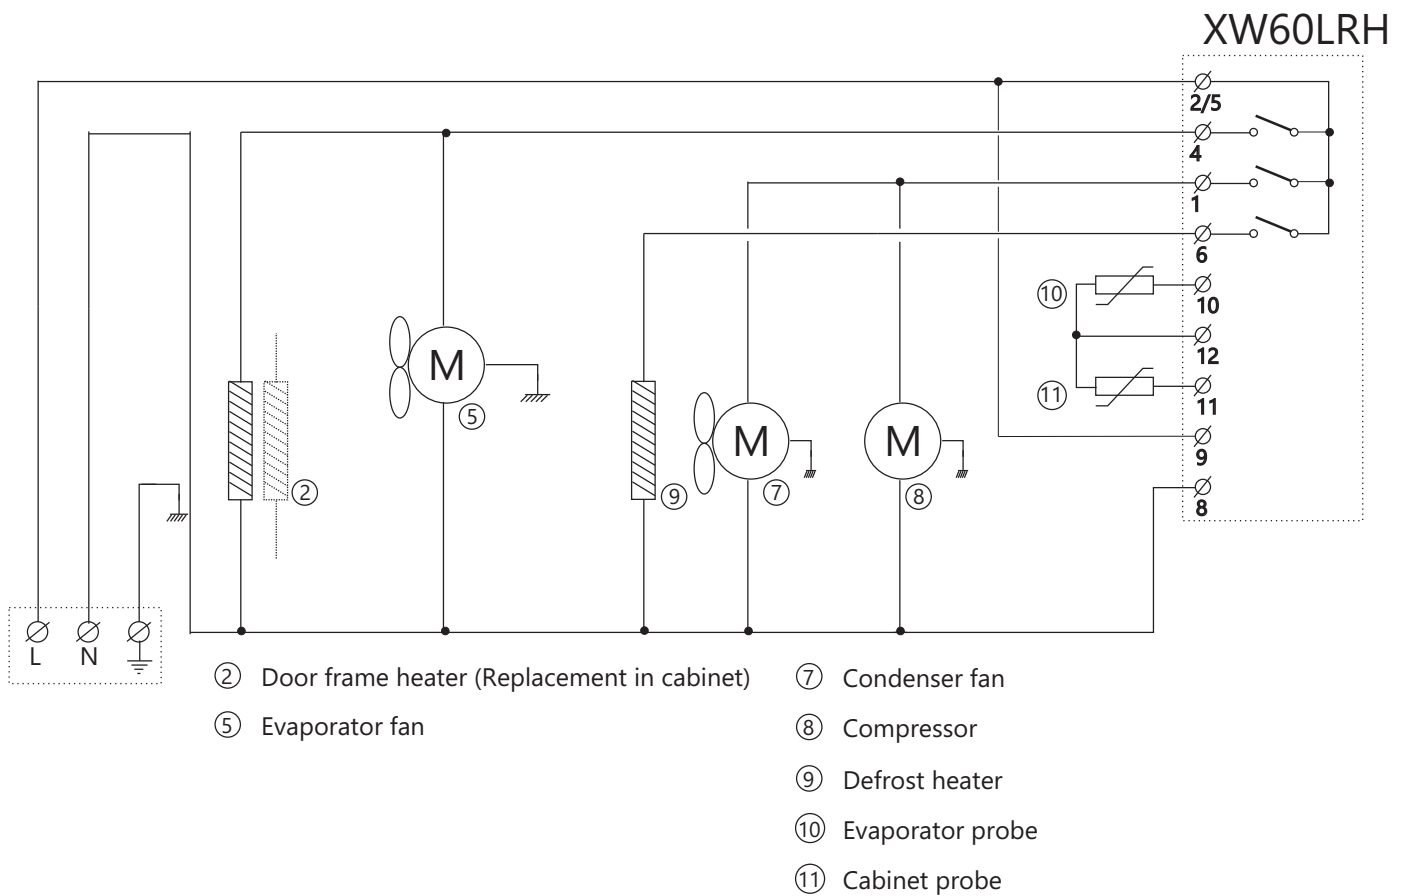 XW60LRH
2/5
4
1
6
⑩
10
12
M
⑪
11
⑤
M
M
9
②
⑨
⑦
⑧
8
L
N
② Door frame heater (Replacement in cabinet)
⑤ Evaporator fan
⑦ Condenser fan
⑧ Compressor
⑨ Defrost heater
⑩ Evaporator probe
⑪ Cabinet probe